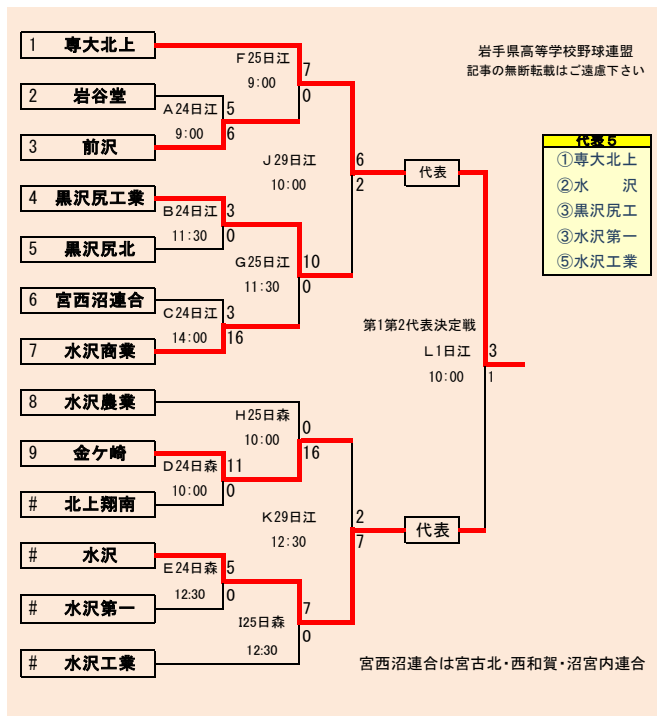 岩手県高等学校野球連盟
記事の無断転載はご遠慮下さい
1 専大北上
F25日江 7
9:00 0
2 岩谷堂
A24日江 5
9:00 6
3 前沢
J29日江 6
10:00 2
代表
4 黒沢尻工業
B24日江 3
11:30 0
5 黒沢尻北
G25日江 10
11:30 0
6 宮西沼連合
C24日江 3
14:00 16
7 水沢商業
第1第2代表決定戦
L1日江 3
10:00 1
8 水沢農業
H25日森 0
10:00 16
9 金ケ崎
D24日森 11
10:00 0
# 北上翔南
K29日江 2
12:30 7
代表
# 水沢
E24日森 5
12:30 0
# 水沢第一
I25日森 7
12:30 0
# 水沢工業
代表5
①専大北上
②水 沢
③黒沢尻工
③水沢第一
⑤水沢工業
宮西沼連合は宮古北・西和賀・沼宮内連合